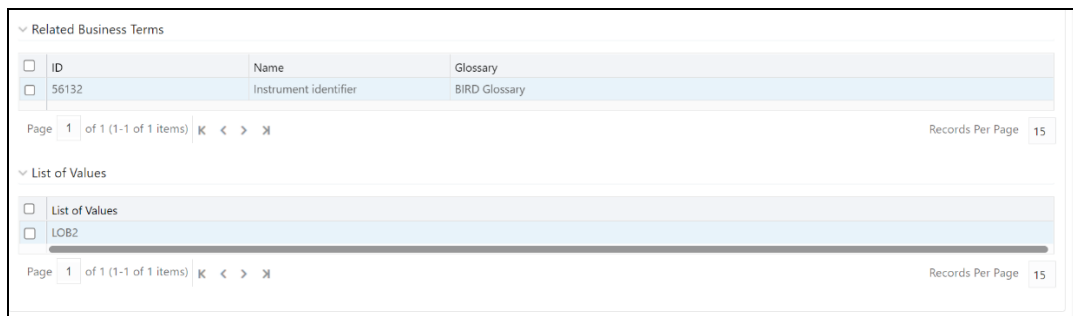 Related Business Terms
ID Name Glossary
56132 Instrument identifier BIRD Glossary
Page 1 of 1 (1-1 of 1 items) Records Per Page 15
List of Values
List of Values
LOB2
Page 1 of 1 (1-1 of 1 items) Records Per Page 15